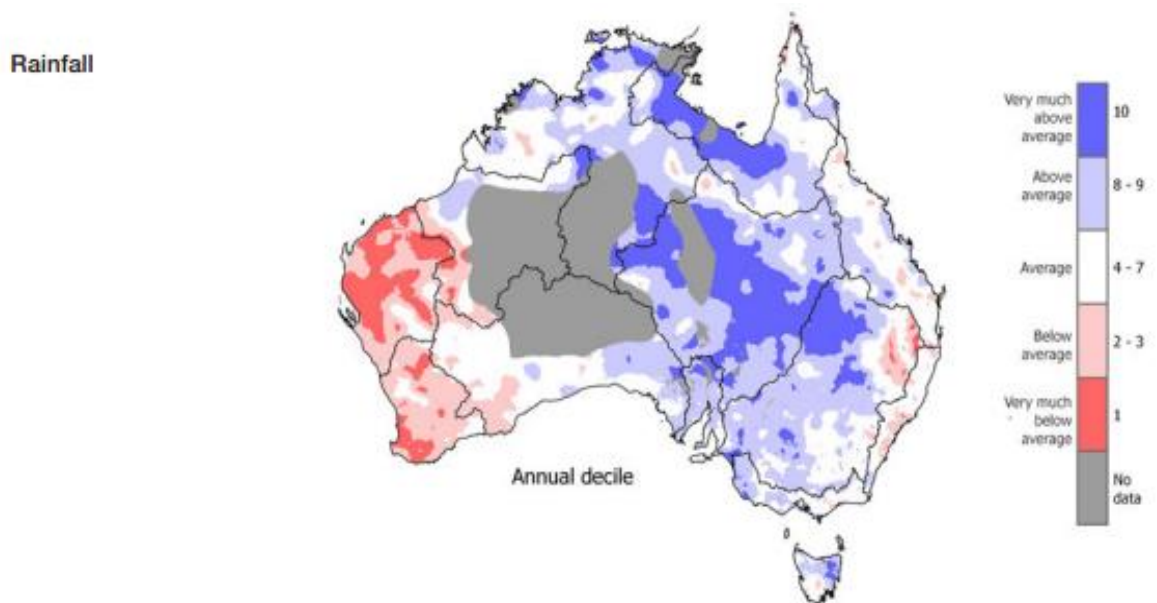 Rainfall
Very much
above
average
10
Above
average
8 - 9
Average
4 - 7
Below
average
2 - 3
Very much
below
average
1
No
data
Annual decile